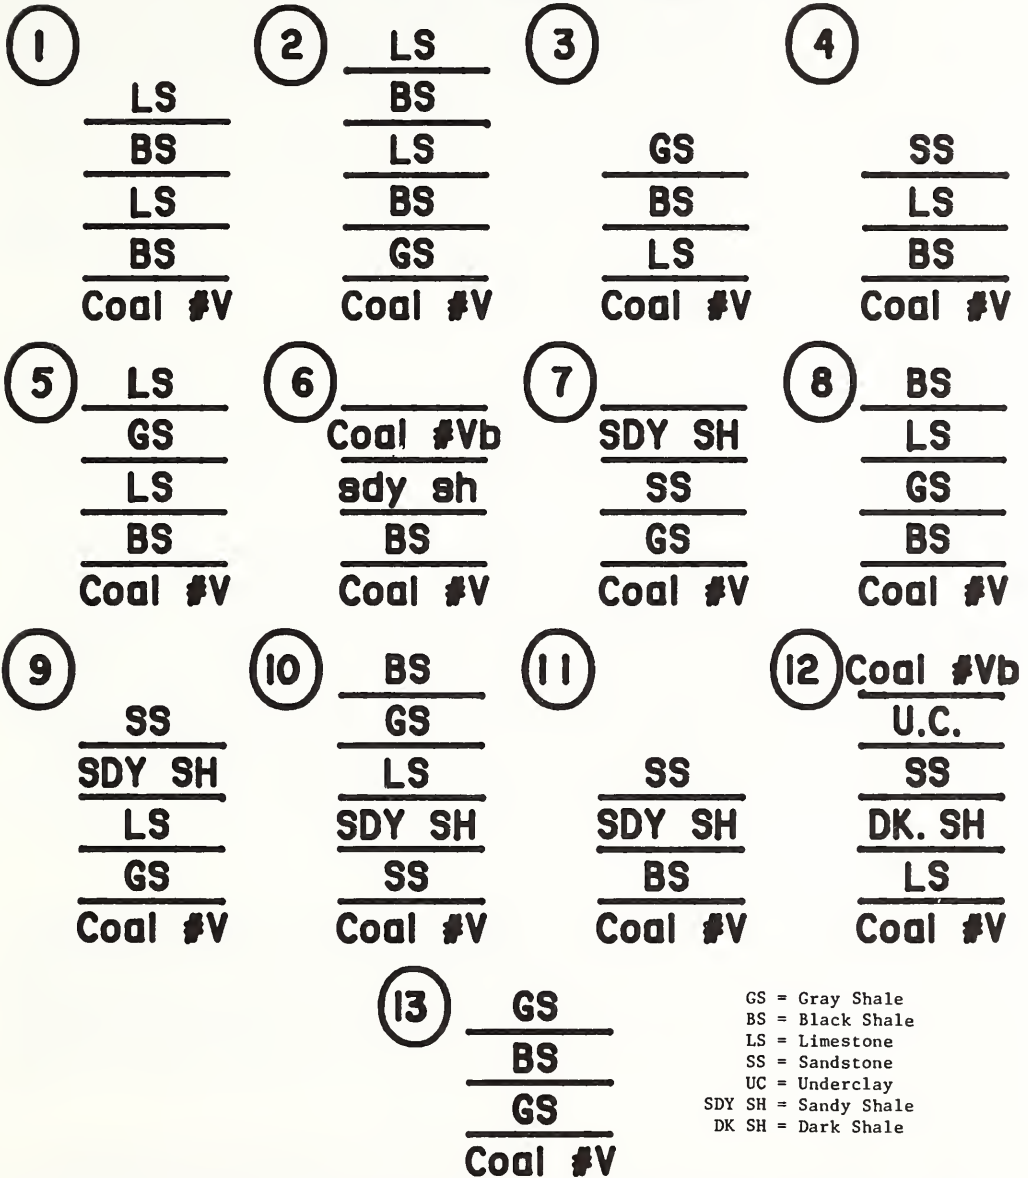 1
LS
BS
LS
BS
Coal #V
2
LS
BS
LS
BS
GS
Coal #V
3
GS
BS
LS
Coal #V
4
SS
LS
BS
Coal #V
5
LS
GS
LS
BS
Coal #V
6
Coal #Vb
sdy sh
BS
Coal #V
7
SDY SH
SS
GS
Coal #V
8
BS
LS
GS
BS
Coal #V
9
SS
SDY SH
LS
GS
Coal #V
10
BS
GS
LS
SDY SH
SS
Coal #V
11
SS
SDY SH
BS
Coal #V
12
Coal #Vb
U.C.
SS
DK. SH
LS
Coal #V
13
GS
BS
GS
Coal #V
GS = Gray Shale
BS = Black Shale
LS = Limestone
SS = Sandstone
UC = Underclay
SDY SH = Sandy Shale
DK SH = Dark Shale